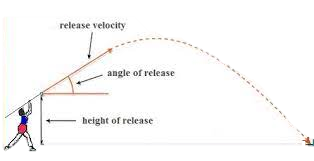 release velocity
angle of release
height of release